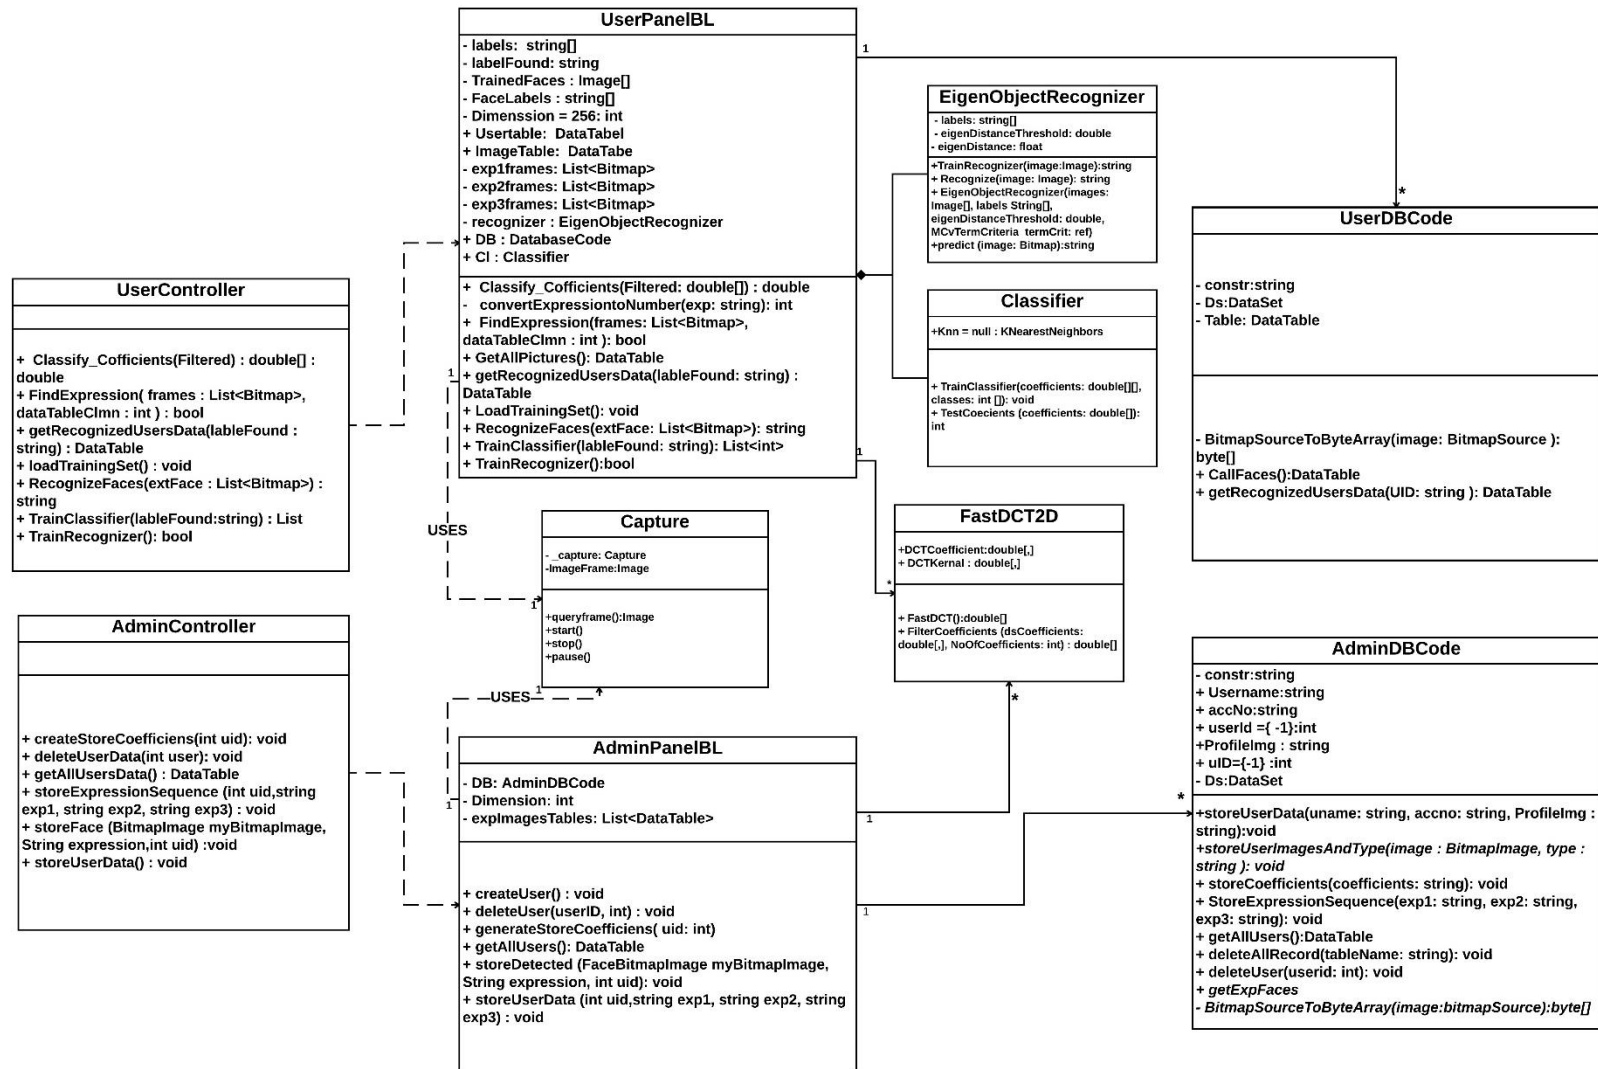 UserPanelBL
- labels: string[]
- labelFound: string
- TrainedFaces : Image[]
- FaceLabels : string[]
- Dimenssion = 256: int
+ Usertable: DataTabel
+ ImageTable: DataTabe
- exp1frames: List<Bitmap>
- exp2frames: List<Bitmap>
- exp3frames: List<Bitmap>
- recognizer : EigenObjectRecognizer
+ DB : DatabaseCode
+ Cl : Classifier
+ Classify_Cofficients(Filtered: double[]) : double
- convertExpressiontoNumber(exp: string): int
+ FindExpression(frames: List<Bitmap>,
dataTableClmn : int ): bool
+ GetAllPictures(): DataTable
+ getRecognizedUsersData(lableFound: string) :
DataTable
+ LoadTrainingSet(): void
+ RecognizeFaces(extFace: List<Bitmap>): string
+ TrainClassifier(lableFound: string): List<int>
+ TrainRecognizer():bool
1
*
1
1
EigenObjectRecognizer
- labels: string[]
- eigenDistanceThreshold: double
- eigenDistance: float
+TrainRecognizer(image:Image):string
+ Recognize(image: Image): string
+ EigenObjectRecognizer(images:
Image[], labels String[],
eigenDistanceThreshold: double,
MCvTermCriteria termCrit: ref)
+predict (image: Bitmap):string
Classifier
+Knn = null : KNearestNeighbors
+ TrainClassifier(coefficients: double[][],
classes: int []): void
+ TestCoecients (coefficients: double[]):
int
UserDBCode
- constr:string
- Ds:DataSet
- Table: DataTable
- BitmapSourceToByteArray(image: BitmapSource ):
byte[]
+ CallFaces():DataTable
+ getRecognizedUsersData(UID: string ): DataTable
UserController
+ Classify_Cofficients(Filtered) : double[] :
double
+ FindExpression( frames : List<Bitmap>,
dataTableClmn : int ) : bool
+ getRecognizedUsersData(lableFound :
string) : DataTable
+ loadTrainingSet() : void
+ RecognizeFaces(extFace : List<Bitmap>) :
string
+ TrainClassifier(lableFound:string) : List
+ TrainRecognizer(): bool
USES
1
Capture
- _capture: Capture
-ImageFrame:Image
+queryframe():Image
+start()
+stop()
+pause()
1
USES
1
*
FastDCT2D
+DCTCoefficient:double[,]
+ DCTKernal : double[,]
+ FastDCT():double[]
+ FilterCoefficients (dsCoefficients:
double[,], NoOfCoefficients: int) : double[]
*
AdminController
+ createStoreCoefficiens(int uid): void
+ deleteUserData(int user): void
+ getAllUsersData() : DataTable
+ storeExpressionSequence (int uid,string
exp1, string exp2, string exp3) : void
+ storeFace (BitmapImage myBitmapImage,
String expression,int uid) :void
+ storeUserData() : void
AdminPanelBL
- DB: AdminDBCode
- Dimension: int
- expImagesTables: List<DataTable>
+ createUser() : void
+ deleteUser(userID, int) : void
+ generateStoreCoefficiens( uid: int)
+ getAllUsers(): DataTable
+ storeDetected (FaceBitmapImage myBitmapImage,
String expression, int uid): void
+ storeUserData (int uid,string exp1, string exp2, string
exp3) : void
1
1
*
AdminDBCode
- constr:string
+ Username:string
+ accNo:string
+ userId ={ -1}:int
+ProfileImg : string
+ uID={-1} :int
- Ds:DataSet
+storeUserData(uname: string, accno: string, ProfileImg :
string):void
+storeUserImagesAndType(image : BitmapImage, type :
string ): void
+ storeCoefficients(coefficients: string): void
+ StoreExpressionSequence(exp1: string, exp2: string,
exp3: string): void
+ getAllUsers():DataTable
+ deleteAllRecord(tableName: string): void
+ deleteUser(userid: int): void
+ getExpFaces
- BitmapSourceToByteArray(image:bitmapSource):byte[]